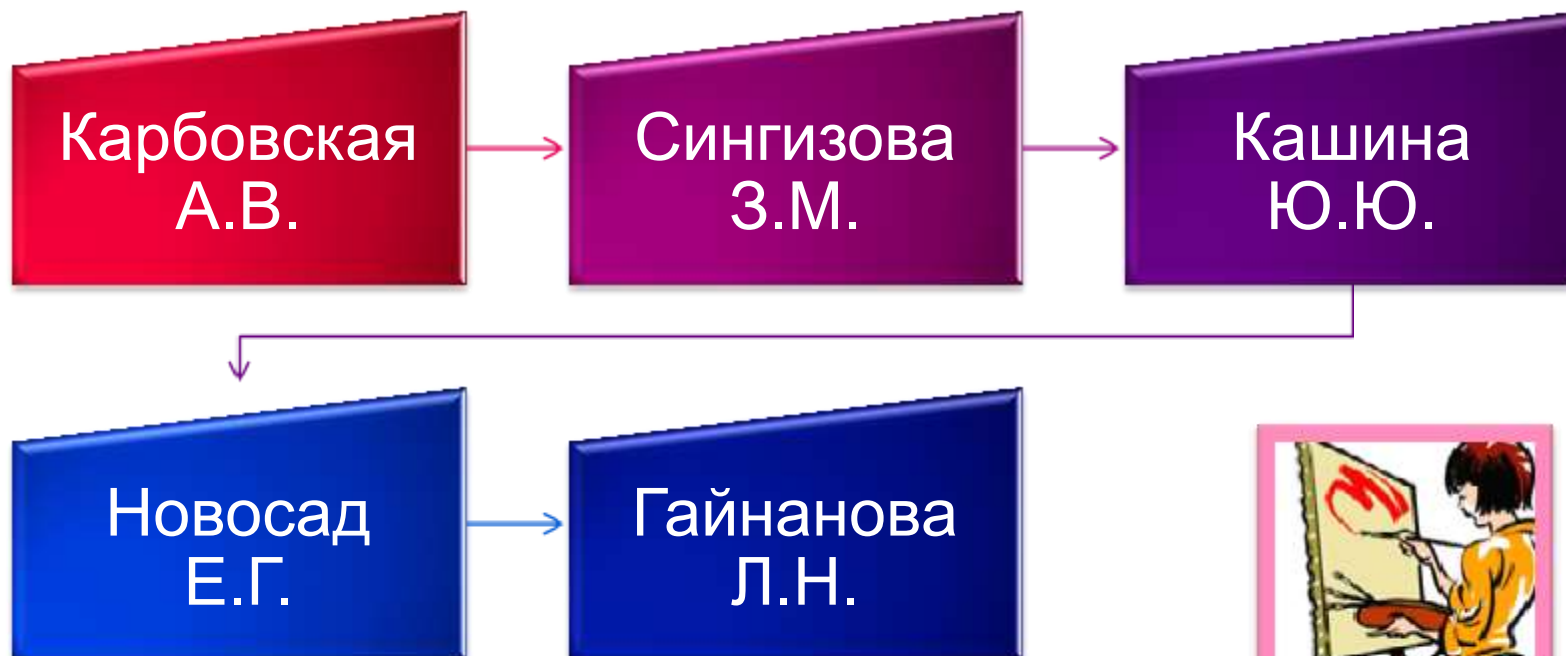 Карбовская
А.В.
Сингизова
З.М.
Кашина
Ю.Ю.
Новосад
Е.Г.
Гайнанова
Л.Н.